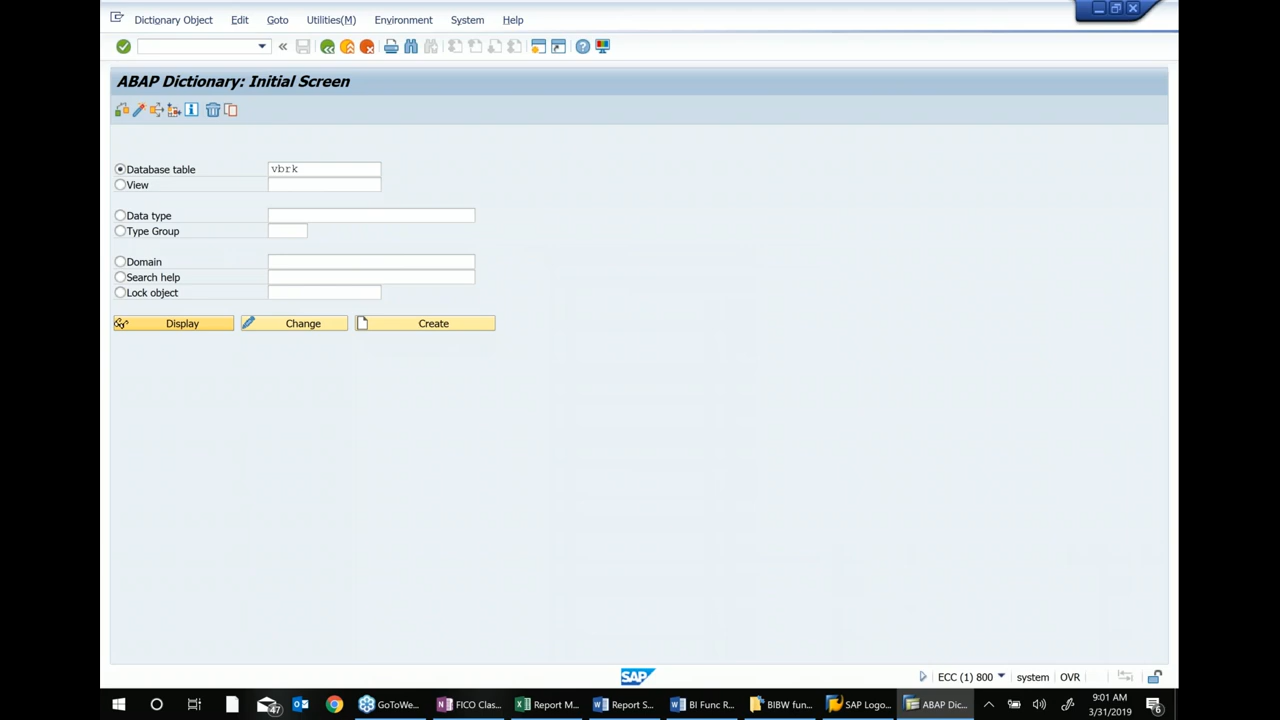 Dictionary Object Edit Goto Utilities(M) Environment System Help
ABAP Dictionary: Initial Screen
Database table vbrk
View
Data type
Type Group
Domain
Search help
Lock object
Display Change Create
SAP ECC (1) 800 system OVR
47 GoToWe... FICO Clas... Report M... Report S... BI Func R... BIBW fun... SAP Logo... ABAP Dic... 9:01 AM
3/31/2019 6